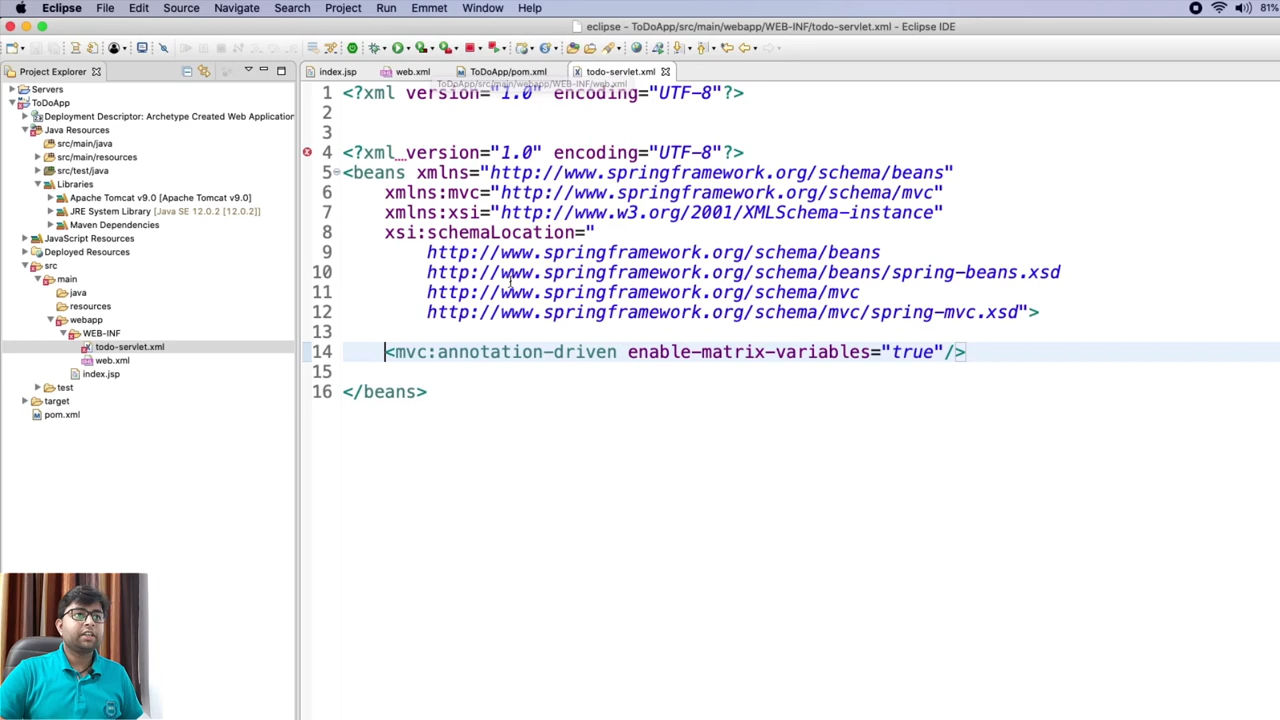 Eclipse File Edit Source Navigate Search Project Run Emmet Window Help 81%
eclipse - ToDoApp/src/main/webapp/WEB-INF/todo-servlet.xml - Eclipse IDE
Project Explorer
index.jsp web.xml ToDoApp/pom.xml todo-servlet.xml
ToDoApp/src/main/webapp/WEB-INF/web.xml
Servers
ToDoApp
Deployment Descriptor: Archetype Created Web Application
Java Resources
src/main/java
src/main/resources
src/test/java
Libraries
Apache Tomcat v9.0 [Apache Tomcat v9.0]
JRE System Library [Java SE 12.0.2 [12.0.2]]
Maven Dependencies
JavaScript Resources
Deployed Resources
src
main
java
resources
webapp
WEB-INF
todo-servlet.xml
web.xml
index.jsp
test
target
pom.xml
1 <?xml version="1.0" encoding="UTF-8"?>
2
3
4 <?xml version="1.0" encoding="UTF-8"?>
5 <beans xmlns="http://www.springframework.org/schema/beans"
6 xmlns:mvc="http://www.springframework.org/schema/mvc"
7 xmlns:xsi="http://www.w3.org/2001/XMLSchema-instance"
8 xsi:schemaLocation="
9 http://www.springframework.org/schema/beans
10 http://www.springframework.org/schema/beans/spring-beans.xsd
11 http://www.springframework.org/schema/mvc
12 http://www.springframework.org/schema/mvc/spring-mvc.xsd">
13
14 <mvc:annotation-driven enable-matrix-variables="true"/>
15
16 </beans>